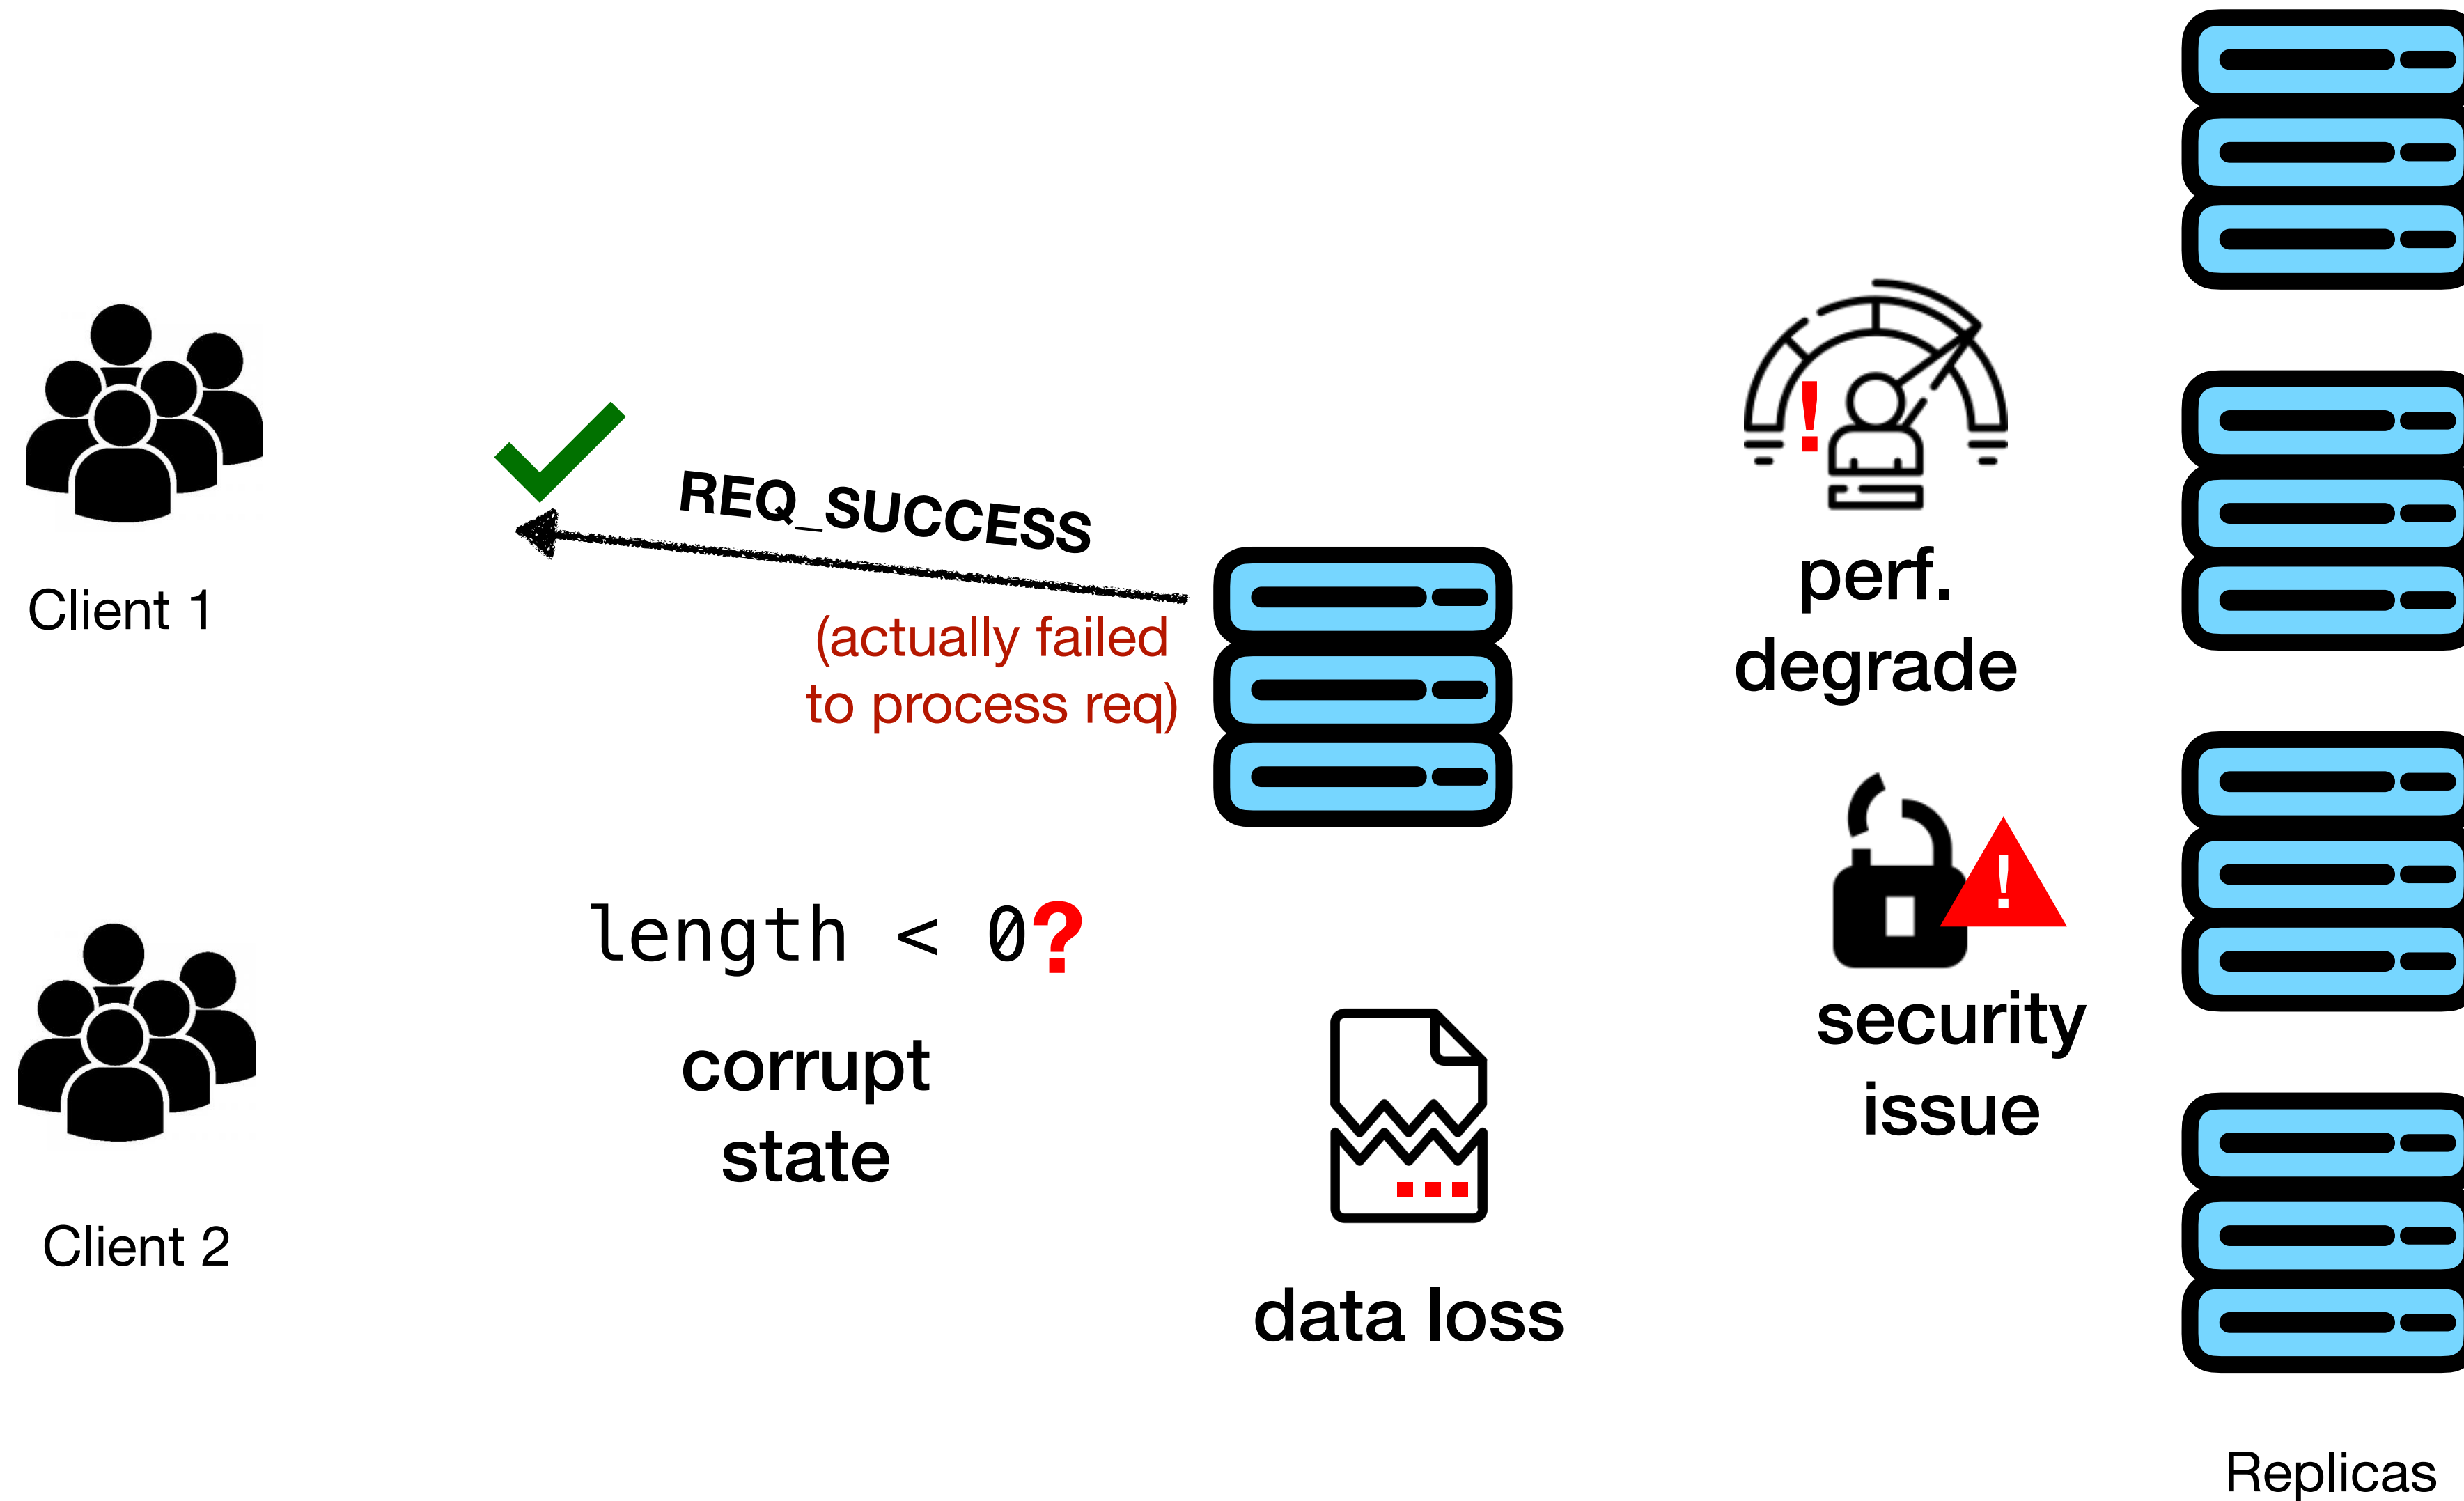 REQ_SUCCESS
Client 1
(actually failed
to process req)
perf.
degrade
length < 0?
corrupt
state
security
issue
Client 2
data loss
Replicas